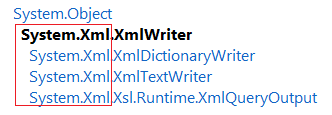 System.Object
System.Xml.XmlWriter
System.Xml.XmlDictionaryWriter
System.Xml.XmlTextWriter
System.Xml.Xsl.Runtime.XmlQueryOutput